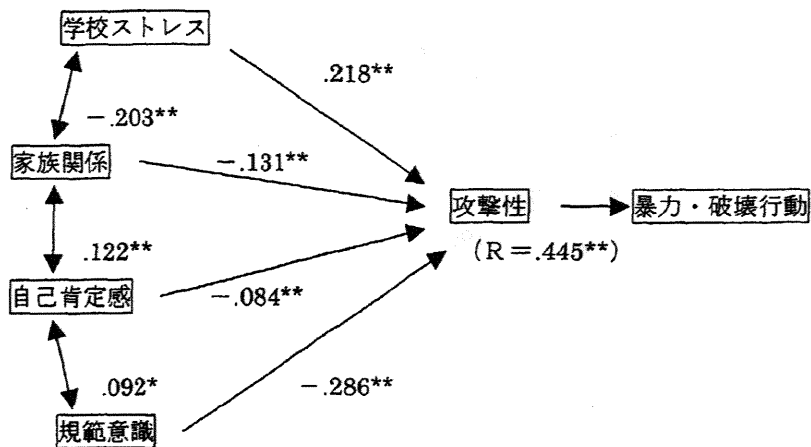 学校ストレス
.218**
−.203**
家族関係
−.131**
攻撃性
暴力・破壊行動
(R=.445**)
.122**
自己肯定感
−.084**
.092*
−.286**
規範意識